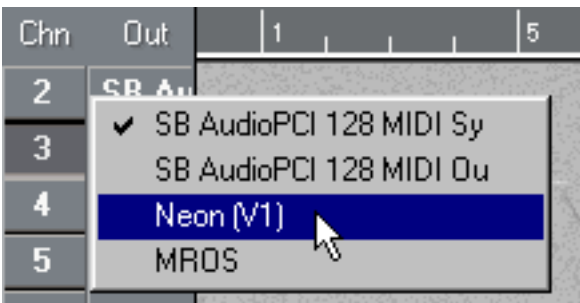 Chn Out 1 5
2 SB Au
✔ SB AudioPCI 128 MIDI Sy
3
SB AudioPCI 128 MIDI Ou
4 Neon (V1)
5 MROS